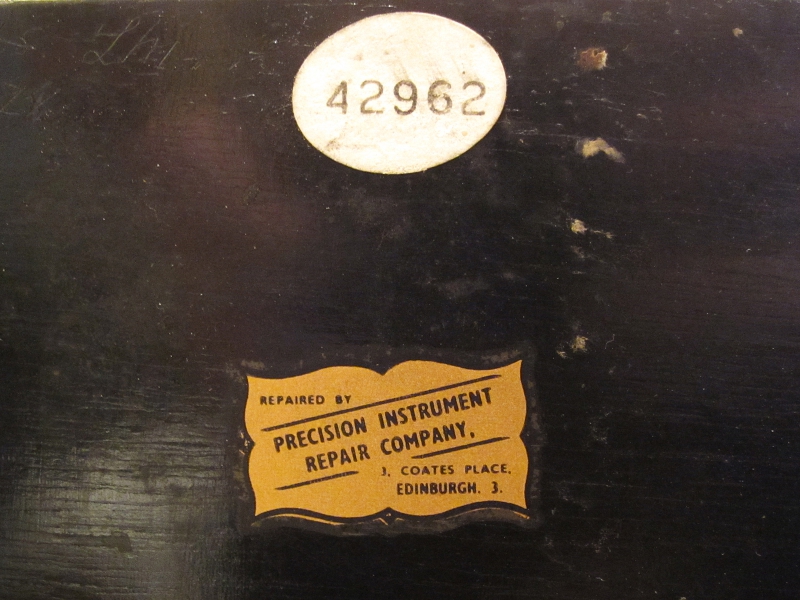 42962
REPAIRED BY
PRECISION INSTRUMENT
REPAIR COMPANY,
3, COATES PLACE,
EDINBURGH. 3.